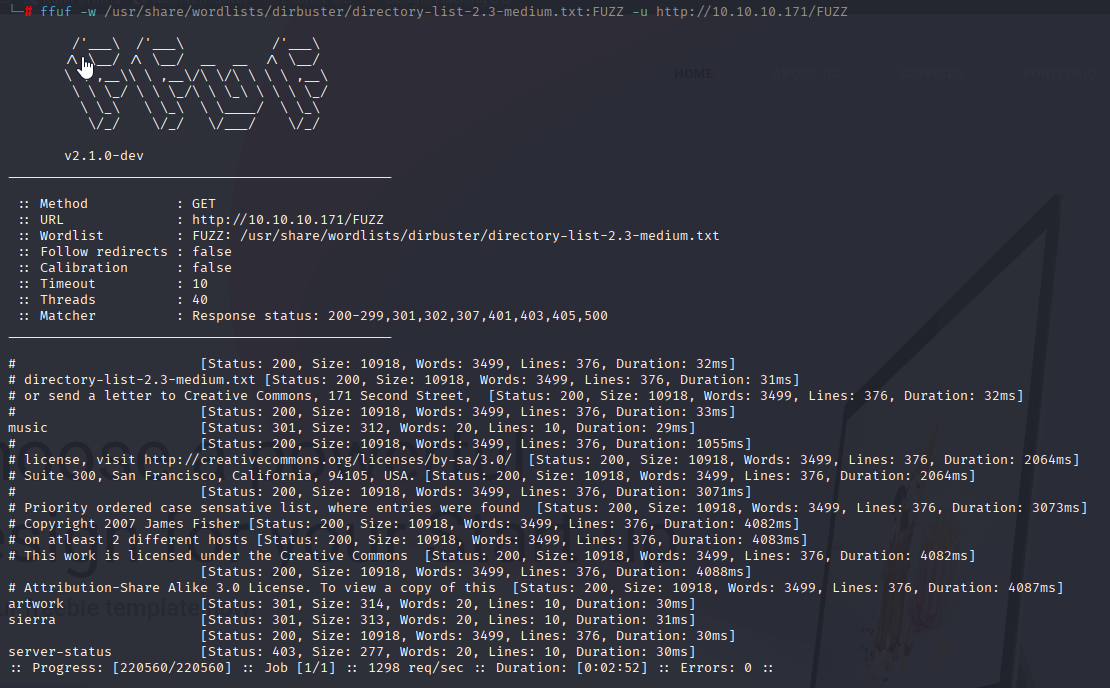 └─# ffuf -w /usr/share/wordlists/dirbuster/directory-list-2.3-medium.txt:FUZZ -u http://10.10.10.171/FUZZ
HOME
v2.1.0-dev
:: Method : GET
:: URL : http://10.10.10.171/FUZZ
:: Wordlist : FUZZ: /usr/share/wordlists/dirbuster/directory-list-2.3-medium.txt
:: Follow redirects : false
:: Calibration : false
:: Timeout : 10
:: Threads : 40
:: Matcher : Response status: 200-299,301,302,307,401,403,405,500
# [Status: 200, Size: 10918, Words: 3499, Lines: 376, Duration: 32ms]
# directory-list-2.3-medium.txt [Status: 200, Size: 10918, Words: 3499, Lines: 376, Duration: 31ms]
# or send a letter to Creative Commons, 171 Second Street, [Status: 200, Size: 10918, Words: 3499, Lines: 376, Duration: 32ms]
# [Status: 200, Size: 10918, Words: 3499, Lines: 376, Duration: 33ms]
music [Status: 301, Size: 312, Words: 20, Lines: 10, Duration: 29ms]
# [Status: 200, Size: 10918, Words: 3499, Lines: 376, Duration: 1055ms]
# license, visit http://creativecommons.org/licenses/by-sa/3.0/ [Status: 200, Size: 10918, Words: 3499, Lines: 376, Duration: 2064ms]
# Suite 300, San Francisco, California, 94105, USA. [Status: 200, Size: 10918, Words: 3499, Lines: 376, Duration: 2064ms]
# [Status: 200, Size: 10918, Words: 3499, Lines: 376, Duration: 3071ms]
# Priority ordered case sensative list, where entries were found [Status: 200, Size: 10918, Words: 3499, Lines: 376, Duration: 3073ms]
# Copyright 2007 James Fisher [Status: 200, Size: 10918, Words: 3499, Lines: 376, Duration: 4082ms]
# on atleast 2 different hosts [Status: 200, Size: 10918, Words: 3499, Lines: 376, Duration: 4083ms]
# This work is licensed under the Creative Commons [Status: 200, Size: 10918, Words: 3499, Lines: 376, Duration: 4082ms]
[Status: 200, Size: 10918, Words: 3499, Lines: 376, Duration: 4088ms]
# Attribution-Share Alike 3.0 License. To view a copy of this [Status: 200, Size: 10918, Words: 3499, Lines: 376, Duration: 4087ms]
artwork [Status: 301, Size: 314, Words: 20, Lines: 10, Duration: 30ms]
sierra [Status: 301, Size: 313, Words: 20, Lines: 10, Duration: 31ms]
[Status: 200, Size: 10918, Words: 3499, Lines: 376, Duration: 30ms]
server-status [Status: 403, Size: 277, Words: 20, Lines: 10, Duration: 30ms]
:: Progress: [220560/220560] :: Job [1/1] :: 1298 req/sec :: Duration: [0:02:52] :: Errors: 0 ::